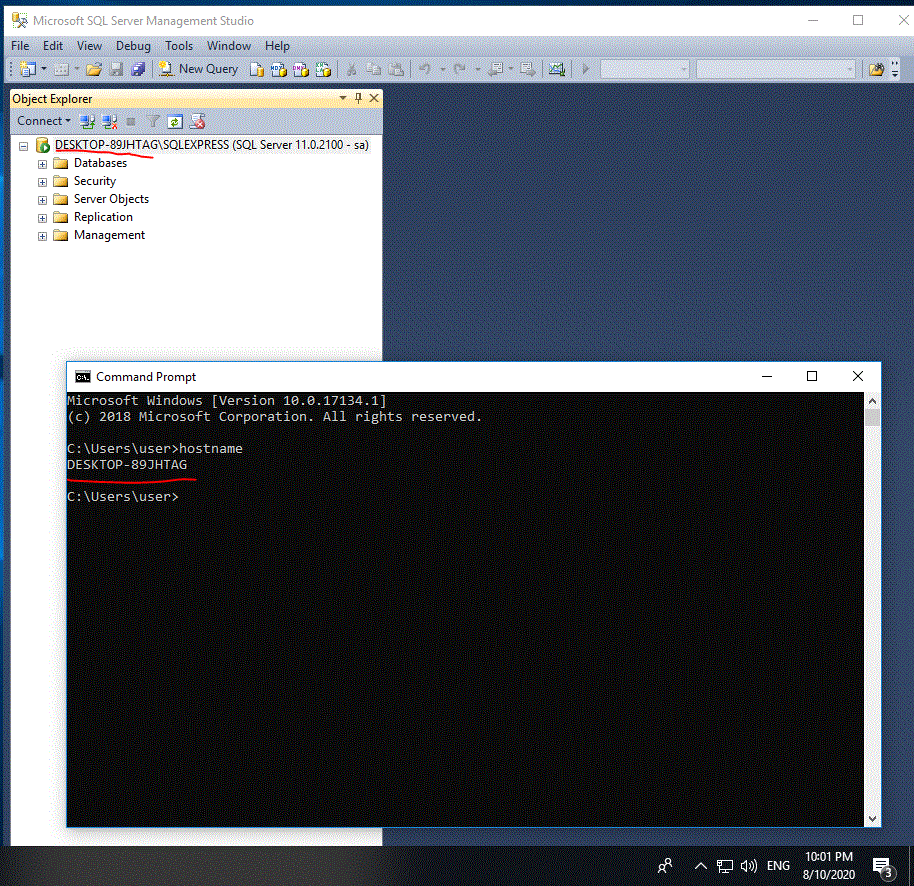 Microsoft SQL Server Management Studio
File Edit View Debug Tools Window Help
New Query
Object Explorer
Connect
DESKTOP-89JHTAG\SQLEXPRESS (SQL Server 11.0.2100 - sa)
Databases
Security
Server Objects
Replication
Management
Command Prompt
Microsoft Windows [Version 10.0.17134.1]
(c) 2018 Microsoft Corporation. All rights reserved.
C:\Users\user>hostname
DESKTOP-89JHTAG
C:\Users\user>
ENG
10:01 PM
8/10/2020
3